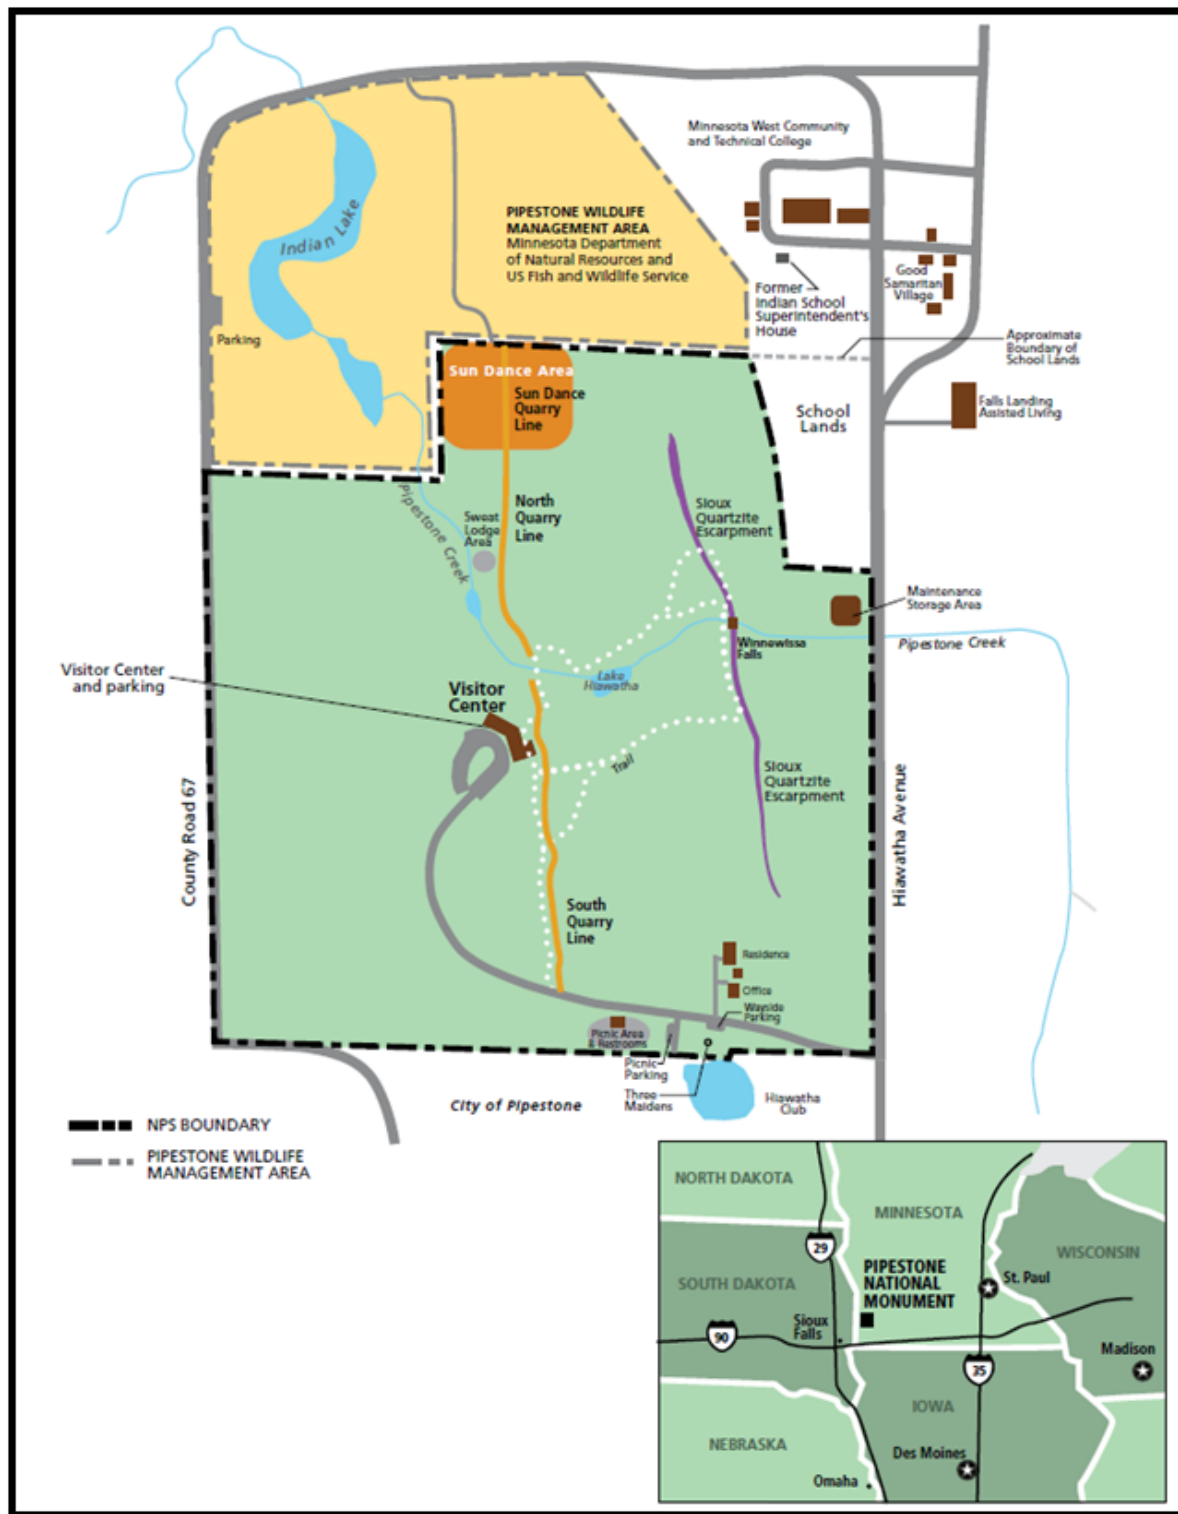 Minnesota West Community
and Technical College
Indian Lake
PIPESTONE WILDLIFE
MANAGEMENT AREA
Minnesota Department
of Natural Resources and
US Fish and Wildlife Service
Former
Indian School
Superintendent's
House
Good
Samaritan
Village
Parking
Approximate
Boundary of
School Lands
Sun Dance Area
Sun Dance
Quarry
Line
School
Lands
Falls Landing
Assisted Living
Pipestone Creek
Sweat
Lodge
Area
North
Quarry
Line
Sioux
Quartzite
Escarpment
Maintenance
Storage Area
Pipestone Creek
Winnewissa
Falls
Visitor Center
and parking
Visitor
Center
Lake
Hiawatha
Trail
Sioux
Quartzite
Escarpment
County Road 67
Hiawatha Avenue
South
Quarry
Line
Residence
Office
Wayside
Parking
Picnic Area
& Restrooms
Picnic
Parking
Three
Maidens
Hiawatha
Club
City of Pipestone
NPS BOUNDARY
PIPESTONE WILDLIFE
MANAGEMENT AREA
NORTH DAKOTA
MINNESOTA
WISCONSIN
29
SOUTH DAKOTA
PIPESTONE
NATIONAL
MONUMENT
St. Paul
Sioux
Falls
90
Madison
35
IOWA
NEBRASKA
Des Moines
Omaha